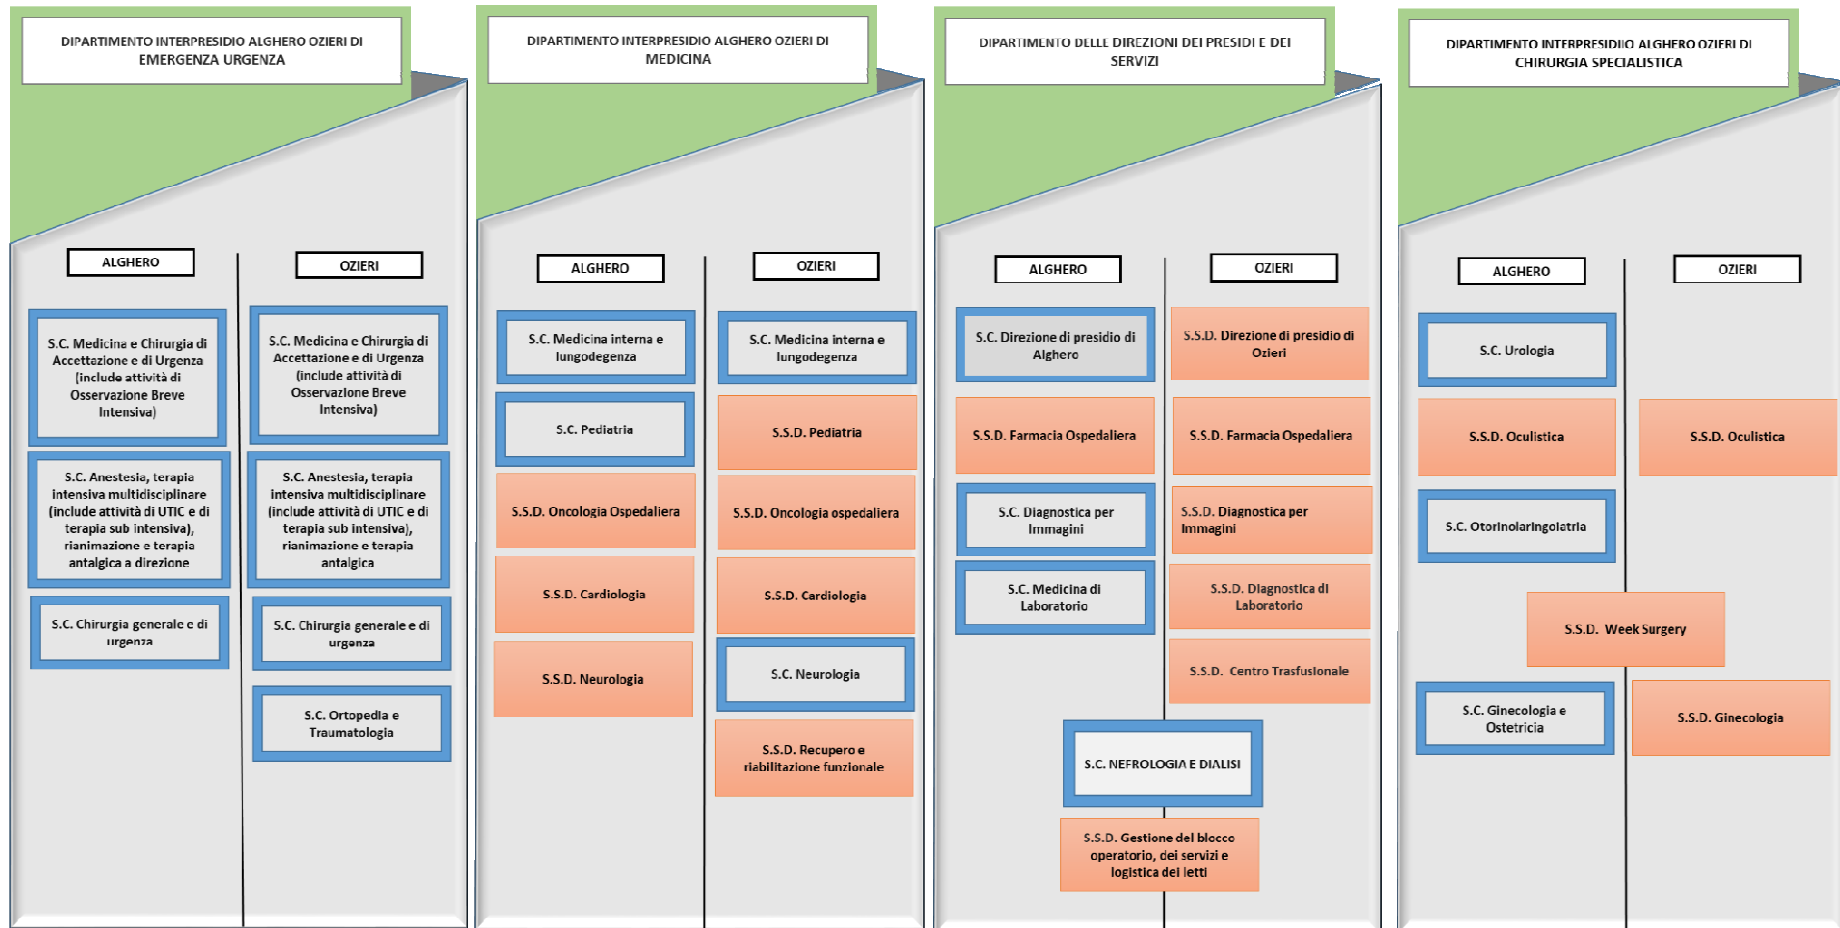 DIPARTIMENTO INTERPRESIDIO ALGHERO OZIERI DI
EMERGENZA URGENZA
ALGHERO
OZIERI
S.C. Medicina e Chirurgia di
Accettazione e di Urgenza
(include attività di
Osservazione Breve
Intensiva)
S.C. Medicina e Chirurgia di
Accettazione e di Urgenza
(include attività di
Osservazione Breve
Intensiva)
S.C. Anestesia, terapia
intensiva multidisciplinare
(include attività di UTIC e di
terapia sub intensiva),
rianimazione e terapia
antalgica a direzione
S.C. Anestesia, terapia
intensiva multidisciplinare
(include attività di UTIC e di
terapia sub intensiva),
rianimazione e terapia
antalgica
S.C. Chirurgia generale e di
urgenza
S.C. Chirurgia generale e di
urgenza
S.C. Ortopedia e
Traumatologia
DIPARTIMENTO INTERPRESIDIO ALGHERO OZIERI DI
MEDICINA
ALGHERO
OZIERI
S.C. Medicina interna e
lungodegenza
S.C. Medicina interna e
lungodegenza
S.C. Pediatria
S.S.D. Pediatria
S.S.D. Oncologia Ospedaliera
S.S.D. Oncologia ospedaliera
S.S.D. Cardiologia
S.S.D. Cardiologia
S.S.D. Neurologia
S.C. Neurologia
S.S.D. Recupero e
riabilitazione funzionale
DIPARTIMENTO DELLE DIREZIONI DEI PRESIDI E DEI
SERVIZI
ALGHERO
OZIERI
S.C. Direzione di presidio di
Alghero
S.S.D. Direzione di presidio di
Ozieri
S.S.D. Farmacia Ospedaliera
S.S.D. Farmacia Ospedaliera
S.C. Diagnostica per
Immagini
S.S.D. Diagnostica per
Immagini
S.C. Medicina di
Laboratorio
S.S.D. Diagnostica di
Laboratorio
S.S.D. Centro Trasfusionale
S.C. NEFROLOGIA E DIALISI
S.S.D. Gestione del blocco
operatorio, dei servizi e
logistica dei letti
DIPARTIMENTO INTERPRESIDIIO ALGHERO OZIERI DI
CHIRURGIA SPECIALISTICA
ALGHERO
OZIERI
S.C. Urologia
S.S.D. Oculistica
S.S.D. Oculistica
S.C. Otorinolaringolatria
S.S.D. Week Surgery
S.C. Ginecologia e
Ostetricia
S.S.D. Ginecologia